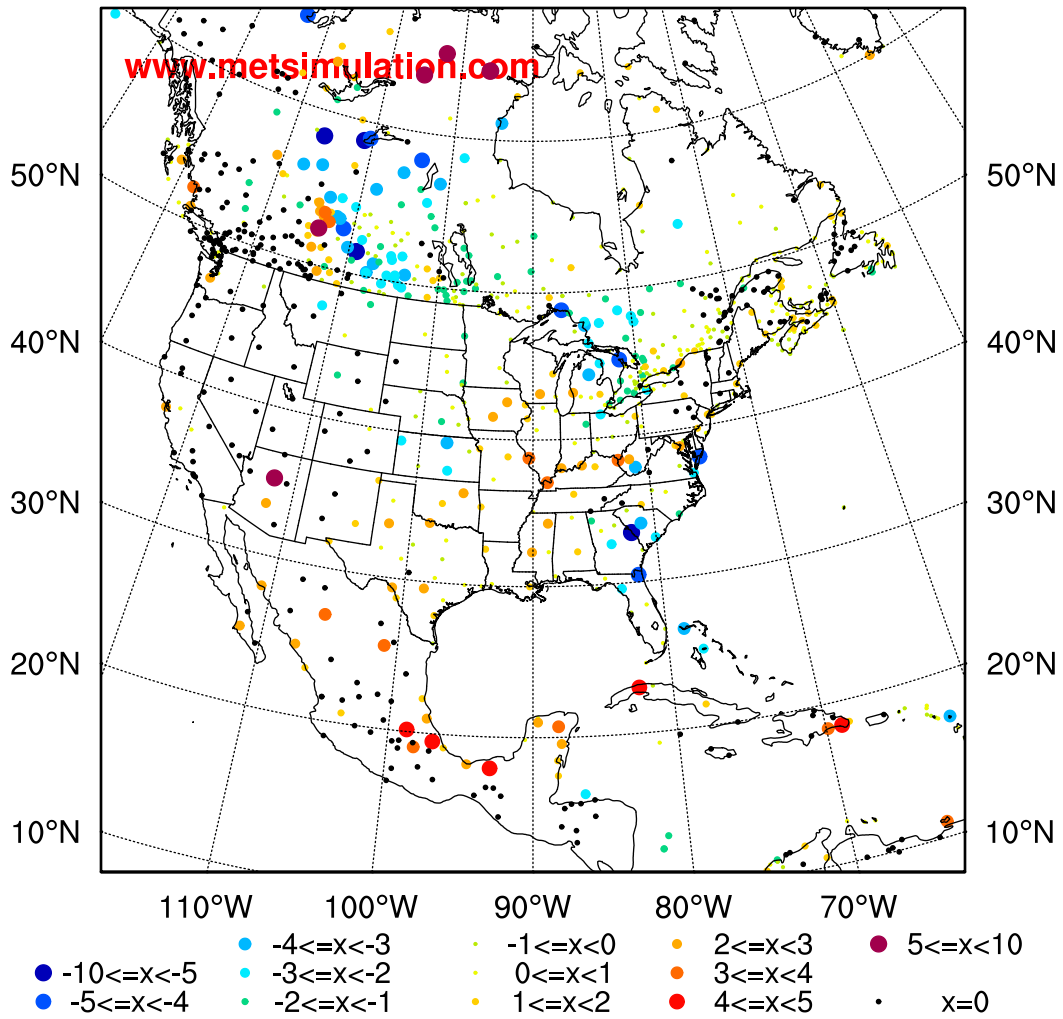 www.metsimulation.com
50°N 50°N
40°N 40°N
30°N 30°N
20°N 20°N
10°N 10°N
110°W 100°W 90°W 80°W 70°W
-4<=x<-3 -1<=x<0 2<=x<3 5<=x<10
-10<=x<-5 -3<=x<-2 0<=x<1 3<=x<4
-5<=x<-4 -2<=x<-1 1<=x<2 4<=x<5 x=0